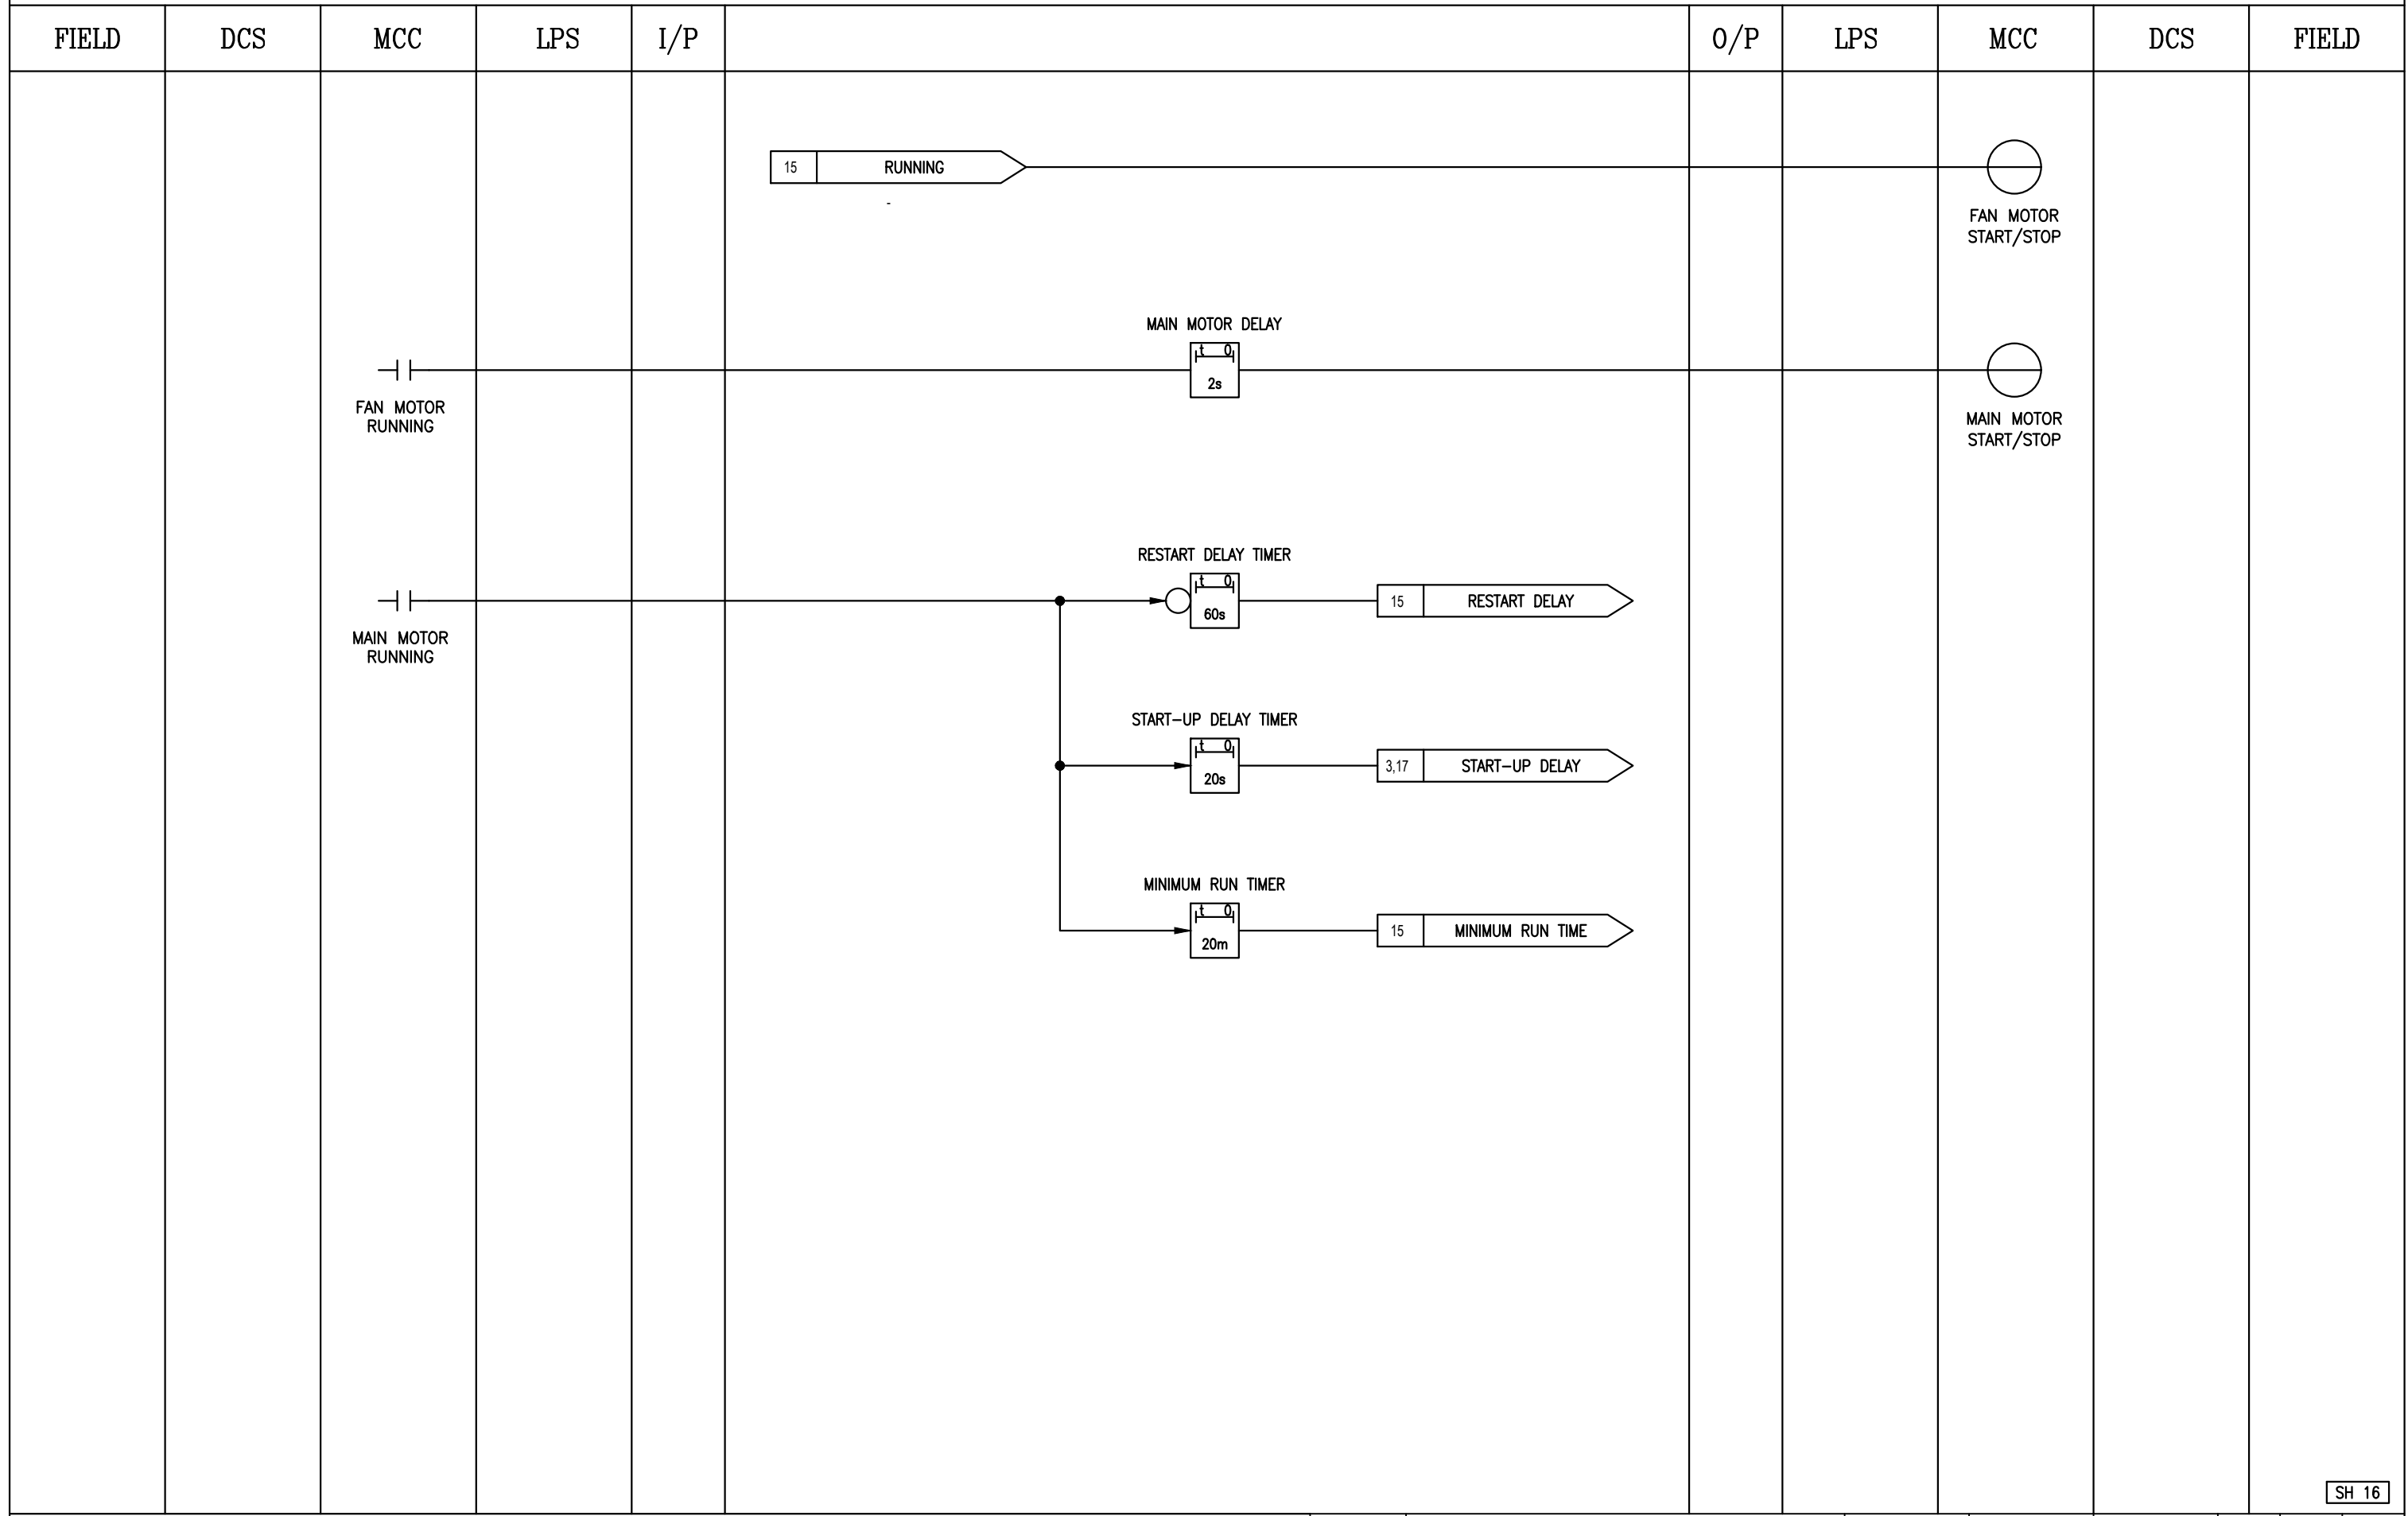 FIELD
DCS
MCC
LPS
I/P
O/P
LPS
MCC
DCS
FIELD
15
RUNNING
-
FAN MOTOR
START/STOP
MAIN MOTOR DELAY
t 0
2s
FAN MOTOR
RUNNING
MAIN MOTOR
START/STOP
RESTART DELAY TIMER
t 0
60s
15
RESTART DELAY
MAIN MOTOR
RUNNING
START-UP DELAY TIMER
t 0
20s
3,17
START-UP DELAY
MINIMUM RUN TIMER
t 0
20m
15
MINIMUM RUN TIME
SH 16